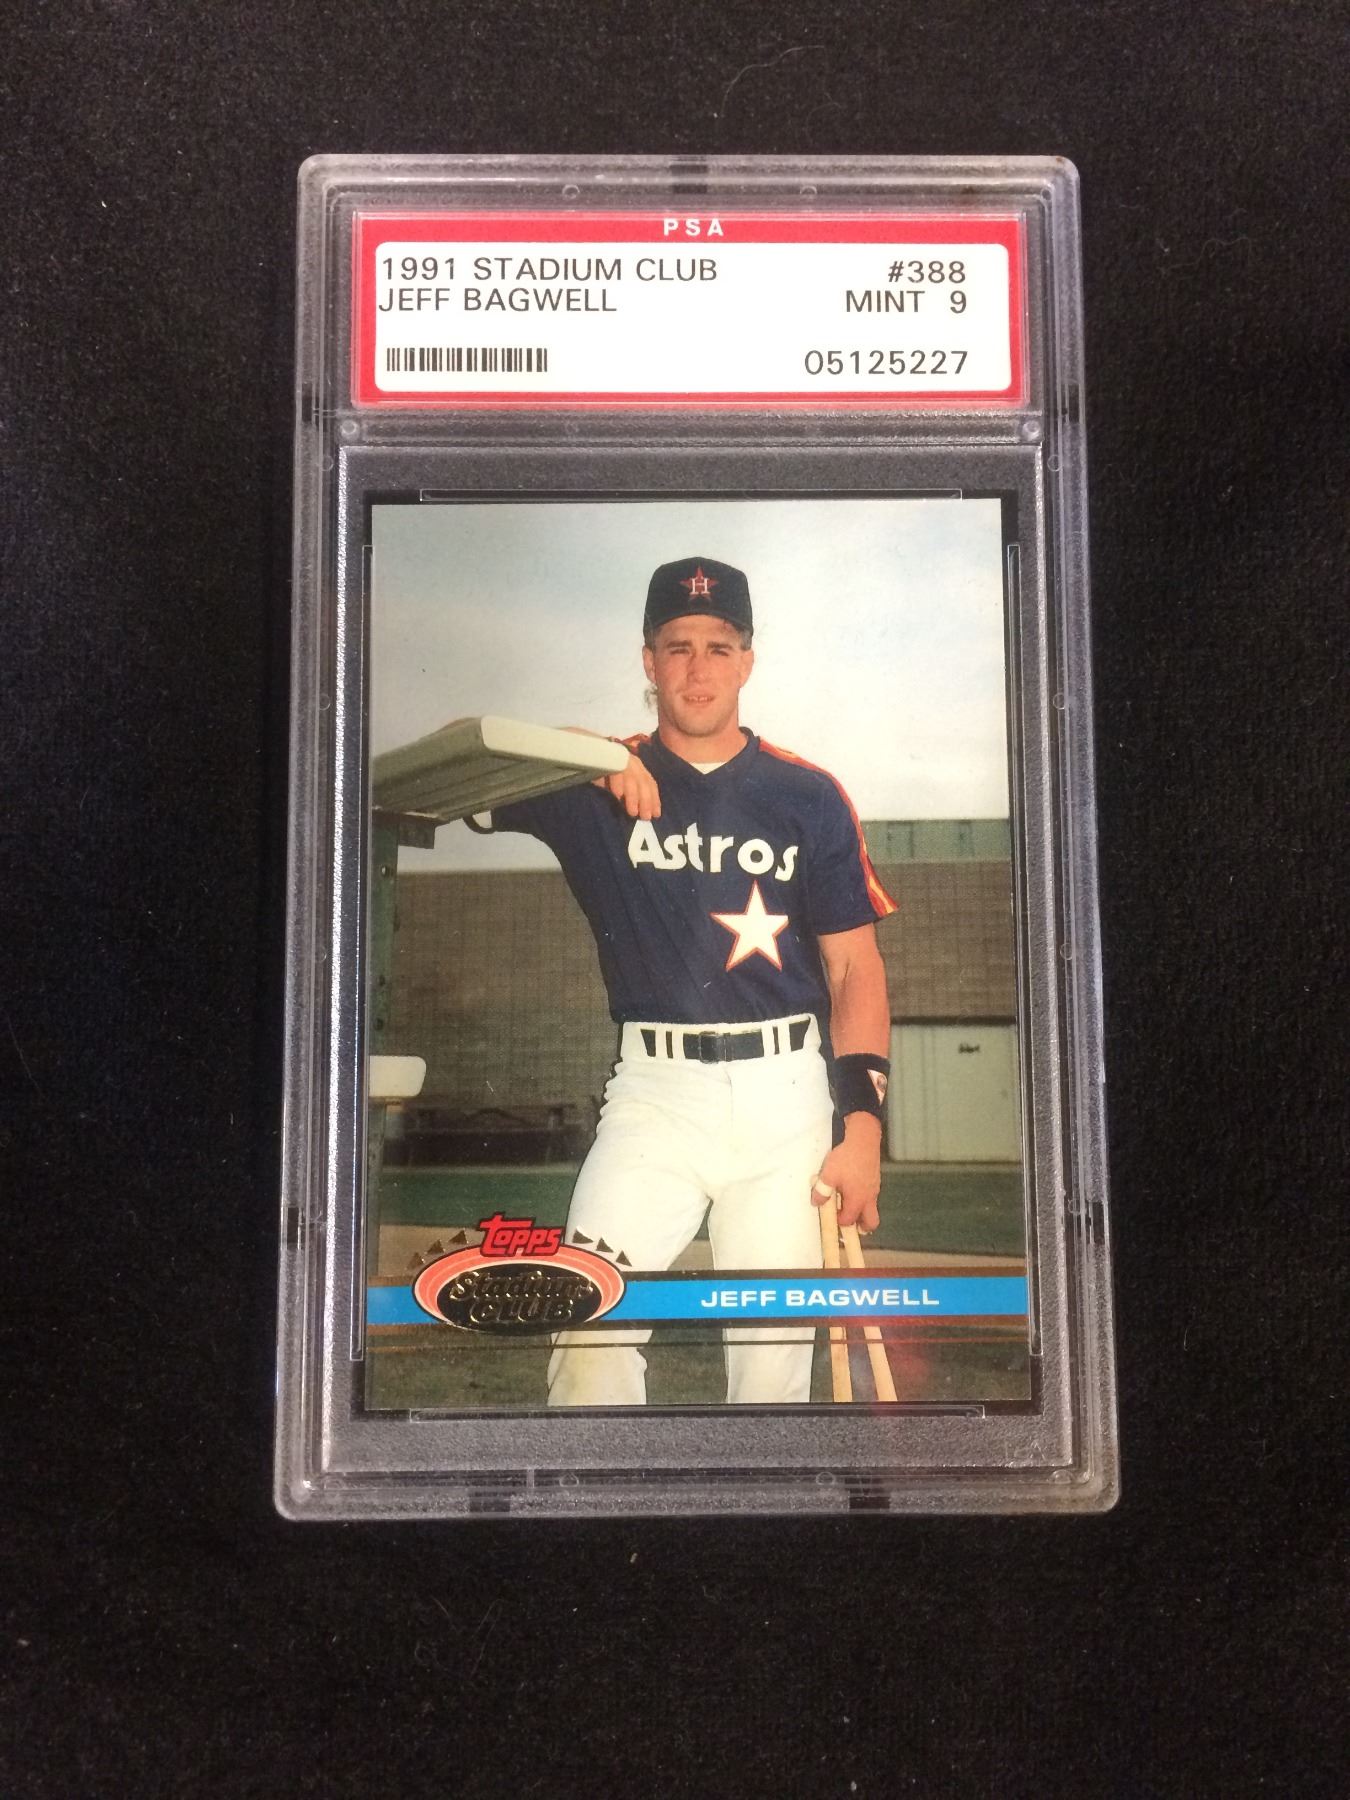 PSA
1991 STADIUM CLUB #388
JEFF BAGWELL MINT 9
05125227
H
Astros
topps
Stadium
CLUB
JEFF BAGWELL